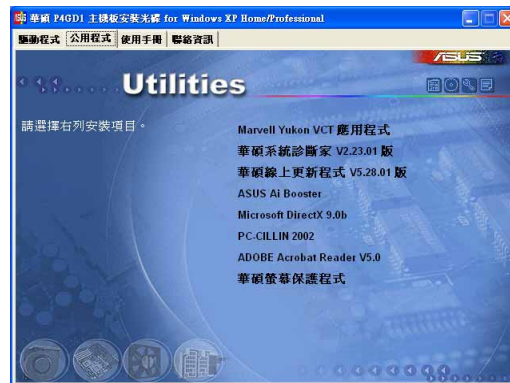 華碩 P4GD1 主機板安裝光碟 for Windows XP Home/Professional
驅動程式 公用程式 使用手冊 聯絡資訊
ASUS
Utilities
請選擇右列安裝項目。
Marvell Yukon VCT 應用程式
華碩系統診斷家 V2.23.01 版
華碩線上更新程式 V5.28.01 版
ASUS Ai Booster
Microsoft DirectX 9.0b
PC-CILLIN 2002
ADOBE Acrobat Reader V5.0
華碩螢幕保護程式